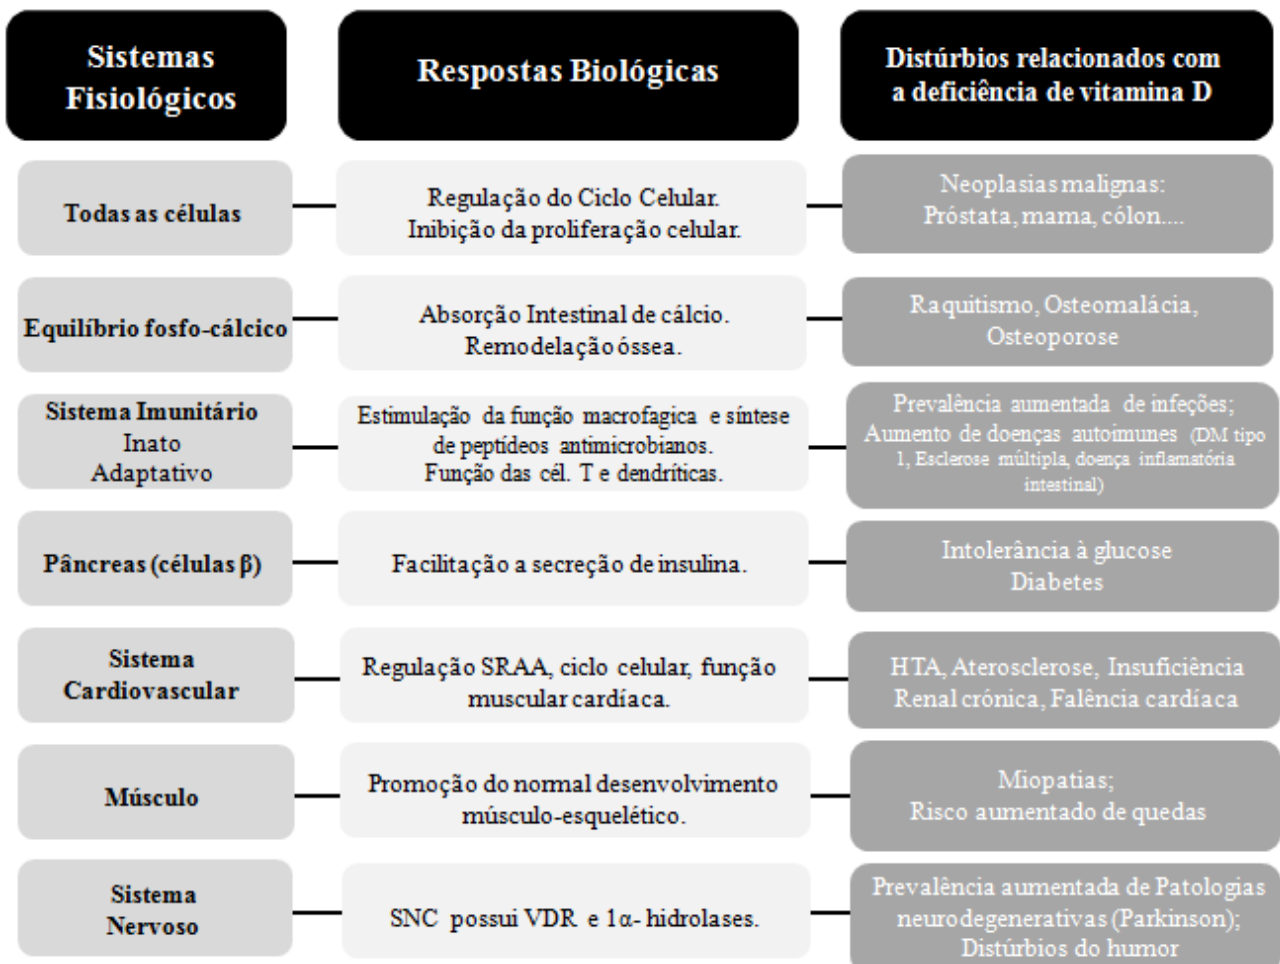 Sistemas
Fisiológicos
Respostas Biológicas
Distúrbios relacionados com
a deficiência de vitamina D
Todas as células
Regulação do Ciclo Celular.
Inibição da proliferação celular.
Neoplasias malignas:
Próstata, mama, cólon....
Equilíbrio fosfo-cálcico
Absorção Intestinal de cálcio.
Remodelação óssea.
Raquitismo, Osteomalácia,
Osteoporose
Sistema Imunitário
Inato
Adaptativo
Estimulação da função macrofagica e síntese
de peptídeos antimicrobianos.
Função das cél. T e dendríticas.
Prevalência aumentada de infeções;
Aumento de doenças autoimunes (DM tipo
1, Esclerose múltipla, doença inflamatória
intestinal)
Pâncreas (células β)
Facilitação a secreção de insulina.
Intolerância à glucose
Diabetes
Sistema
Cardiovascular
Regulação SRAA, ciclo celular, função
muscular cardíaca.
HTA, Aterosclerose, Insuficiência
Renal crónica, Falência cardíaca
Músculo
Promoção do normal desenvolvimento
músculo-esquelético.
Miopatias;
Risco aumentado de quedas
Sistema
Nervoso
SNC possui VDR e 1α- hidrolases.
Prevalência aumentada de Patologias
neurodegenerativas (Parkinson);
Distúrbios do humor